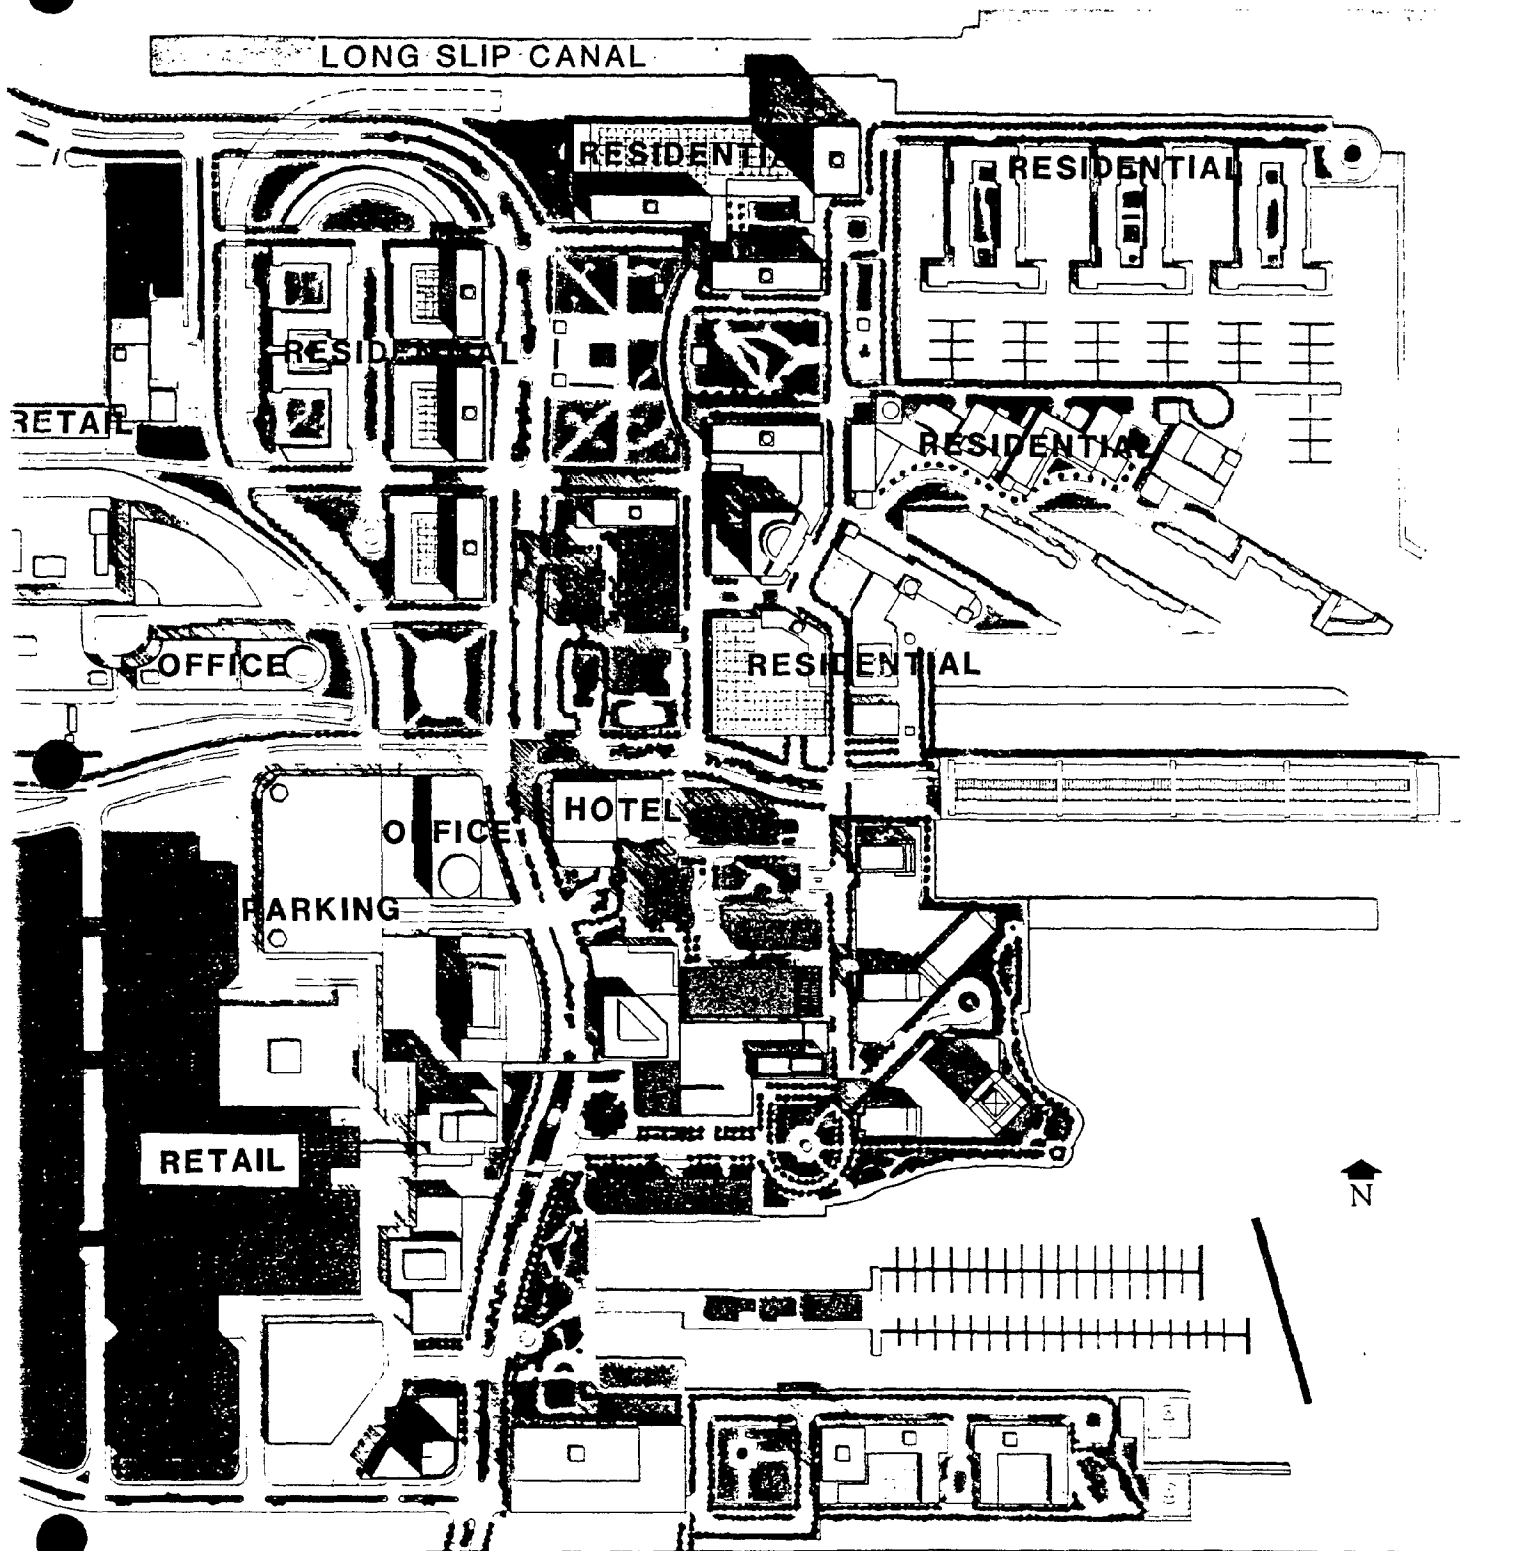 LONG SLIP CANAL
RESIDENTIAL
RESIDENTIAL
RESIDENTIAL
RETAIL
RESIDENTIAL
OFFICE
RESIDENTIAL
HOTEL
OFFICE
PARKING
RETAIL
N